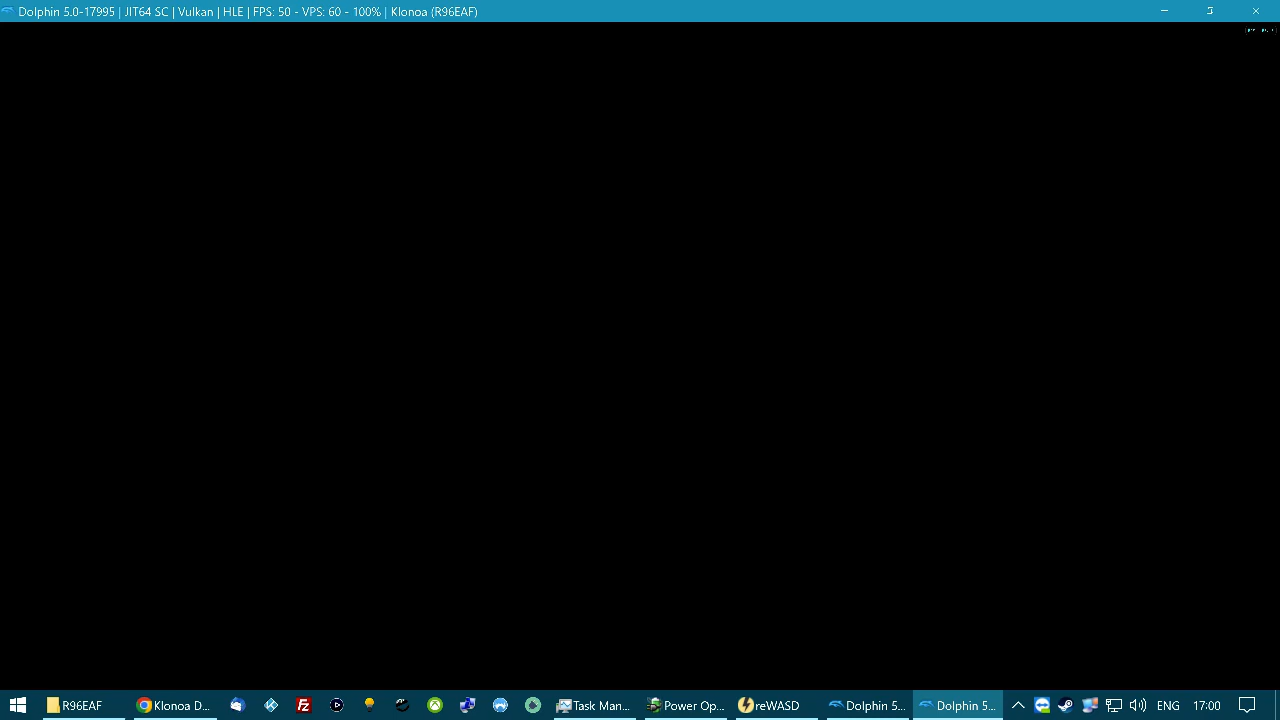 Dolphin 5.0-17995 | JIT64 SC | Vulkan | HLE | FPS: 50 - VPS: 60 - 100% | Klonoa (R96EAF)
R96EAF Klonoa D... Task Man... Power Op... reWASD Dolphin 5... Dolphin 5... ENG 17:00